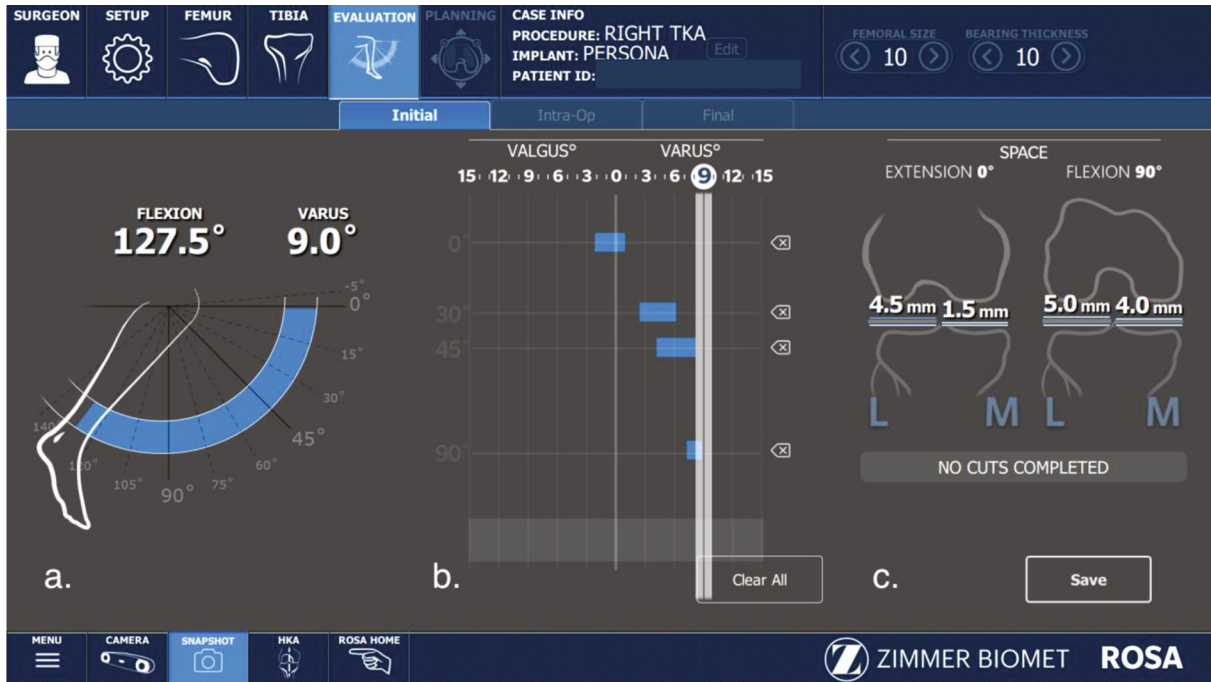 SURGEON
SETUP
FEMUR
TIBIA
EVALUATION
PLANNING
CASE INFO
PROCEDURE: RIGHT TKA
IMPLANT: PERSONA
Edit
PATIENT ID:
FEMORAL SIZE
10
BEARING THICKNESS
10
Initial
Intra-Op
Final
FLEXION
127.5°
VARUS
9.0°
-5°
0°
15°
30°
45°
60°
75°
90°
105°
120°
140°
a.
VALGUS°
VARUS°
15 12 9 6 3 0 3 6 9 12 15
0°
30°
45°
90°
b.
Clear All
SPACE
EXTENSION 0°
FLEXION 90°
4.5 mm 1.5 mm
5.0 mm 4.0 mm
L M L M
NO CUTS COMPLETED
c.
Save
MENU
CAMERA
SNAPSHOT
HKA
ROSA HOME
ZIMMER BIOMET
ROSA